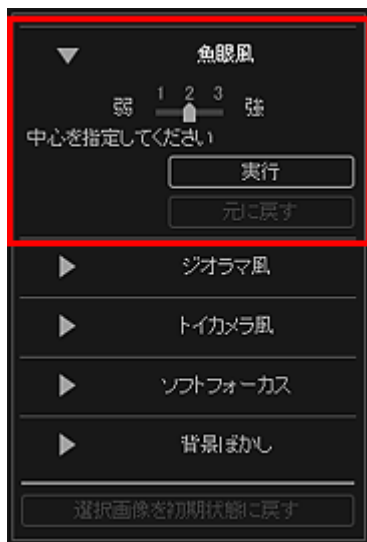 魚眼風
1 2 3
弱 強
中心を指定してください
実行
元に戻す
ジオラマ風
トイカメラ風
ソフトフォーカス
背景ぼかし
選択画像を初期状態に戻す